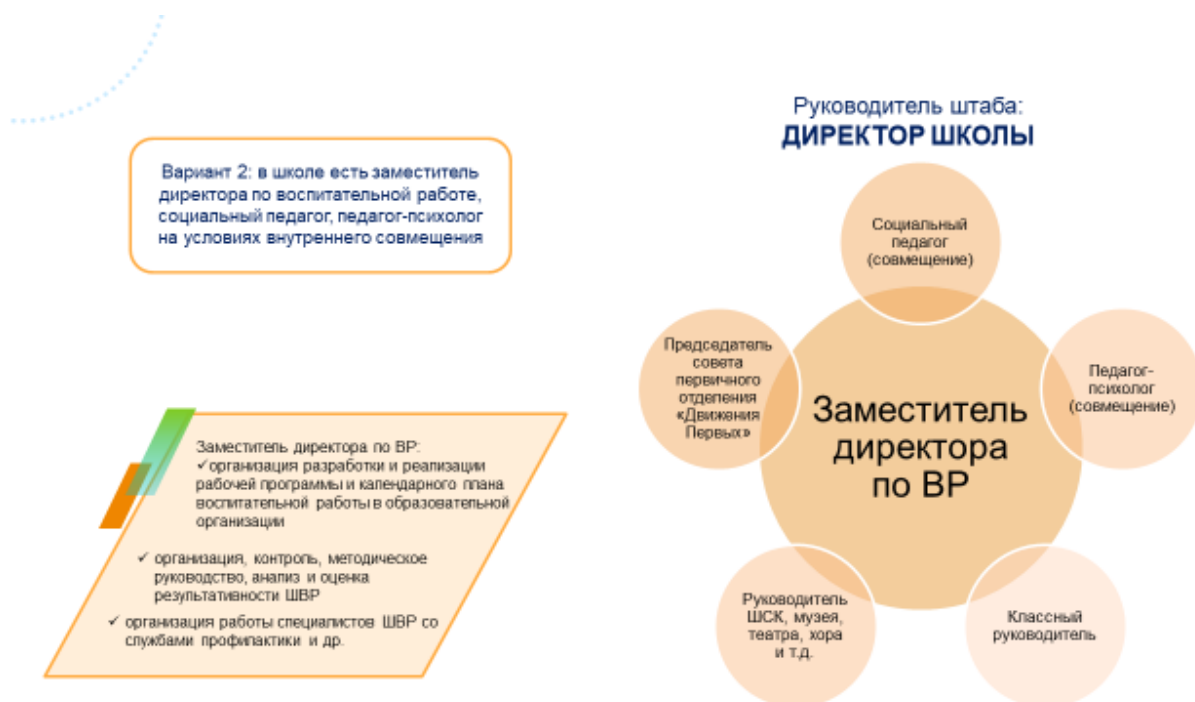 Вариант 2: в школе есть заместитель
директора по воспитательной работе,
социальный педагог, педагог-психолог
на условиях внутреннего совмещения
Заместитель директора по ВР:
✓организация разработки и реализации
рабочей программы и календарного плана
воспитательной работы в образовательной
организации
✓ организация, контроль, методическое
руководство, анализ и оценка
результативности ШВР
✓ организация работы специалистов ШВР со
службами профилактики и др.
Руководитель штаба:
ДИРЕКТОР ШКОЛЫ
Социальный
педагог
(совмещение)
Председатель
совета
первичного
отделения
«Движения
Первых»
Педагог-
психолог
(совмещение)
Заместитель
директора
по ВР
Руководитель
ШСК, музея,
театра, хора
и т.д.
Классный
руководитель